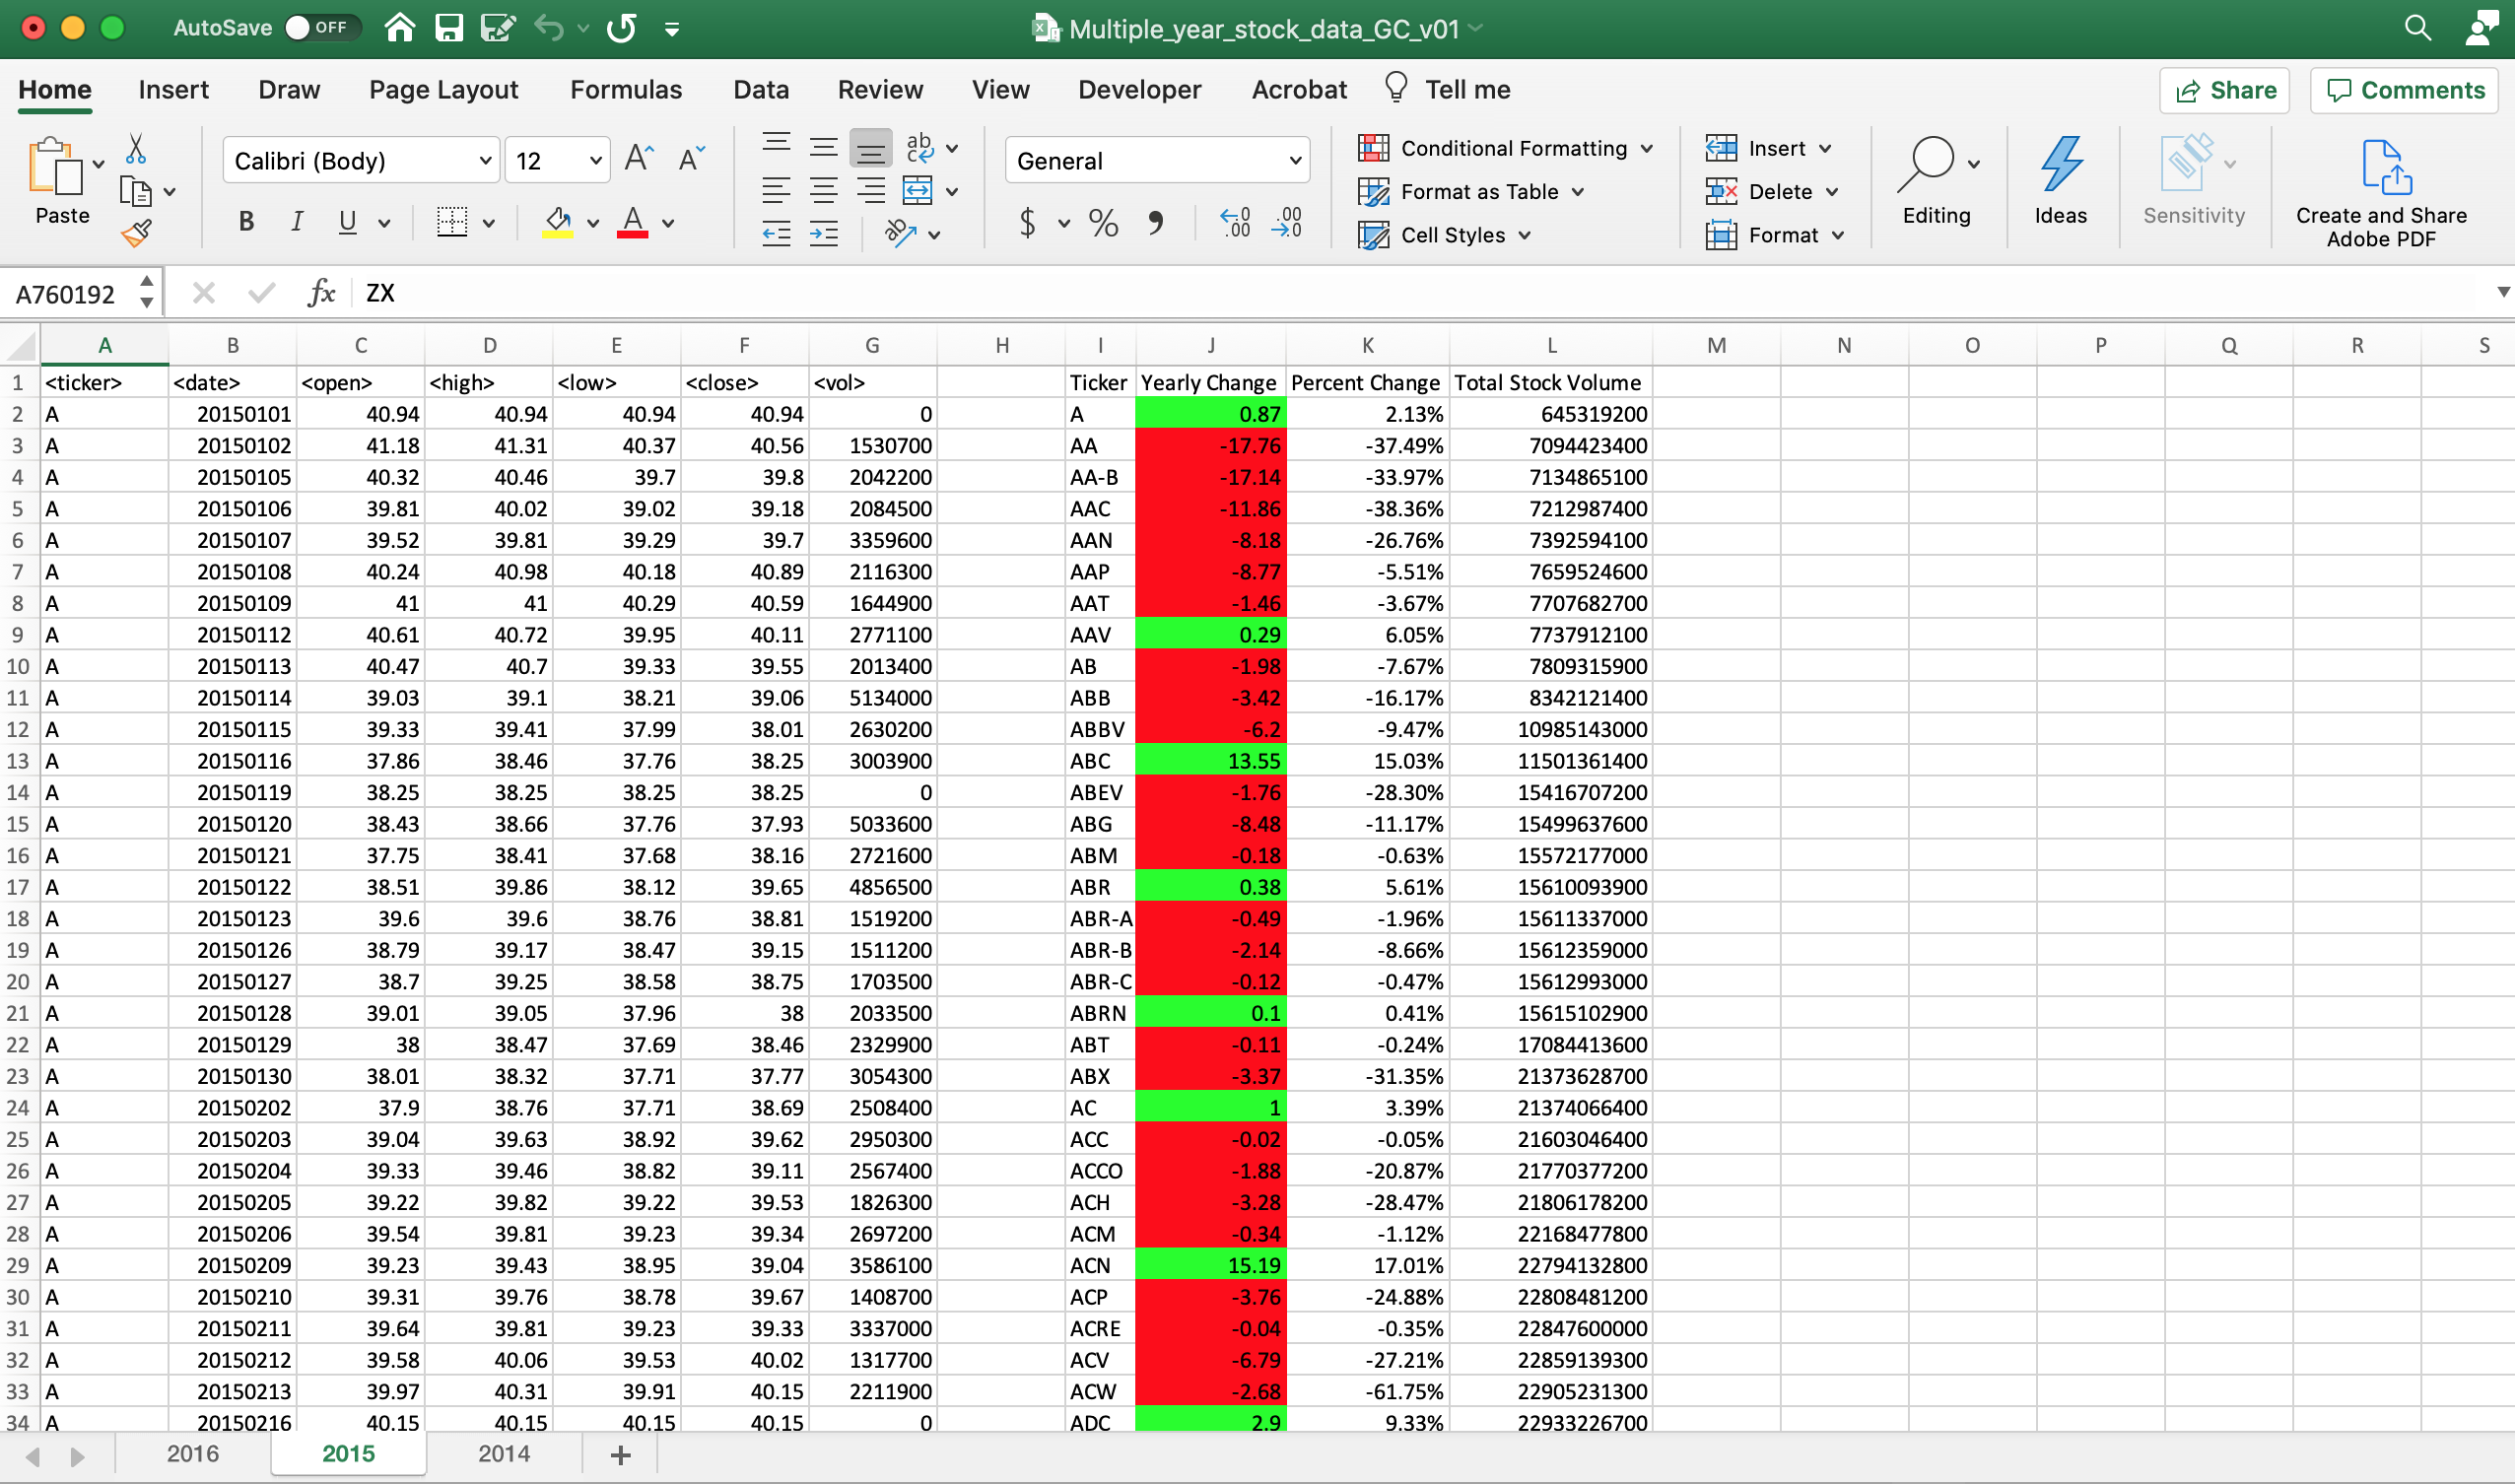 AutoSave OFF Multiple_year_stock_data_GC_v01
Home Insert Draw Page Layout Formulas Data Review View Developer Acrobat Tell me Share Comments
Paste Calibri (Body) 12 General Conditional Formatting Format as Table Cell Styles Insert Delete Format Editing Ideas Sensitivity Create and Share Adobe PDF
A760192 fx ZX
A B C D E F G H I J K L M N O P Q R S
1 <ticker> <date> <open> <high> <low> <close> <vol> Ticker Yearly Change Percent Change Total Stock Volume
2 A 20150101 40.94 40.94 40.94 40.94 0 A 0.87 2.13% 645319200
3 A 20150102 41.18 41.31 40.37 40.56 1530700 AA -17.76 -37.49% 7094423400
4 A 20150105 40.32 40.46 39.7 39.8 2042200 AA-B -17.14 -33.97% 7134865100
5 A 20150106 39.81 40.02 39.02 39.18 2084500 AAC -11.86 -38.36% 7212987400
6 A 20150107 39.52 39.81 39.29 39.7 3359600 AAN -8.18 -26.76% 7392594100
7 A 20150108 40.24 40.98 40.18 40.89 2116300 AAP -8.77 -5.51% 7659524600
8 A 20150109 41 41 40.29 40.59 1644900 AAT -1.46 -3.67% 7707682700
9 A 20150112 40.61 40.72 39.95 40.11 2771100 AAV 0.29 6.05% 7737912100
10 A 20150113 40.47 40.7 39.33 39.55 2013400 AB -1.98 -7.67% 7809315900
11 A 20150114 39.03 39.1 38.21 39.06 5134000 ABB -3.42 -16.17% 8342121400
12 A 20150115 39.33 39.41 37.99 38.01 2630200 ABBV -6.2 -9.47% 10985143000
13 A 20150116 37.86 38.46 37.76 38.25 3003900 ABC 13.55 15.03% 11501361400
14 A 20150119 38.25 38.25 38.25 38.25 0 ABEV -1.76 -28.30% 15416707200
15 A 20150120 38.43 38.66 37.76 37.93 5033600 ABG -8.48 -11.17% 15499637600
16 A 20150121 37.75 38.41 37.68 38.16 2721600 ABM -0.18 -0.63% 15572177000
17 A 20150122 38.51 39.86 38.12 39.65 4856500 ABR 0.38 5.61% 15610093900
18 A 20150123 39.6 39.6 38.76 38.81 1519200 ABR-A -0.49 -1.96% 15611337000
19 A 20150126 38.79 39.17 38.47 39.15 1511200 ABR-B -2.14 -8.66% 15612359000
20 A 20150127 38.7 39.25 38.58 38.75 1703500 ABR-C -0.12 -0.47% 15612993000
21 A 20150128 39.01 39.05 37.96 38 2033500 ABRN 0.1 0.41% 15615102900
22 A 20150129 38 38.47 37.69 38.46 2329900 ABT -0.11 -0.24% 17084413600
23 A 20150130 38.01 38.32 37.71 37.77 3054300 ABX -3.37 -31.35% 21373628700
24 A 20150202 37.9 38.76 37.71 38.69 2508400 AC 1 3.39% 21374066400
25 A 20150203 39.04 39.63 38.92 39.62 2950300 ACC -0.02 -0.05% 21603046400
26 A 20150204 39.33 39.46 38.82 39.11 2567400 ACCO -1.88 -20.87% 21770377200
27 A 20150205 39.22 39.82 39.22 39.53 1826300 ACH -3.28 -28.47% 21806178200
28 A 20150206 39.54 39.81 39.23 39.34 2697200 ACM -0.34 -1.12% 22168477800
29 A 20150209 39.23 39.43 38.95 39.04 3586100 ACN 15.19 17.01% 22794132800
30 A 20150210 39.31 39.76 38.78 39.67 1408700 ACP -3.76 -24.88% 22808481200
31 A 20150211 39.64 39.81 39.23 39.33 3337000 ACRE -0.04 -0.35% 22847600000
32 A 20150212 39.58 40.06 39.53 40.02 1317700 ACV -6.79 -27.21% 22859139300
33 A 20150213 39.97 40.31 39.91 40.15 2211900 ACW -2.68 -61.75% 22905231300
34 A 20150216 40.15 40.15 40.15 40.15 0 ADC 2.9 9.33% 22933226700
2016 2015 2014 +